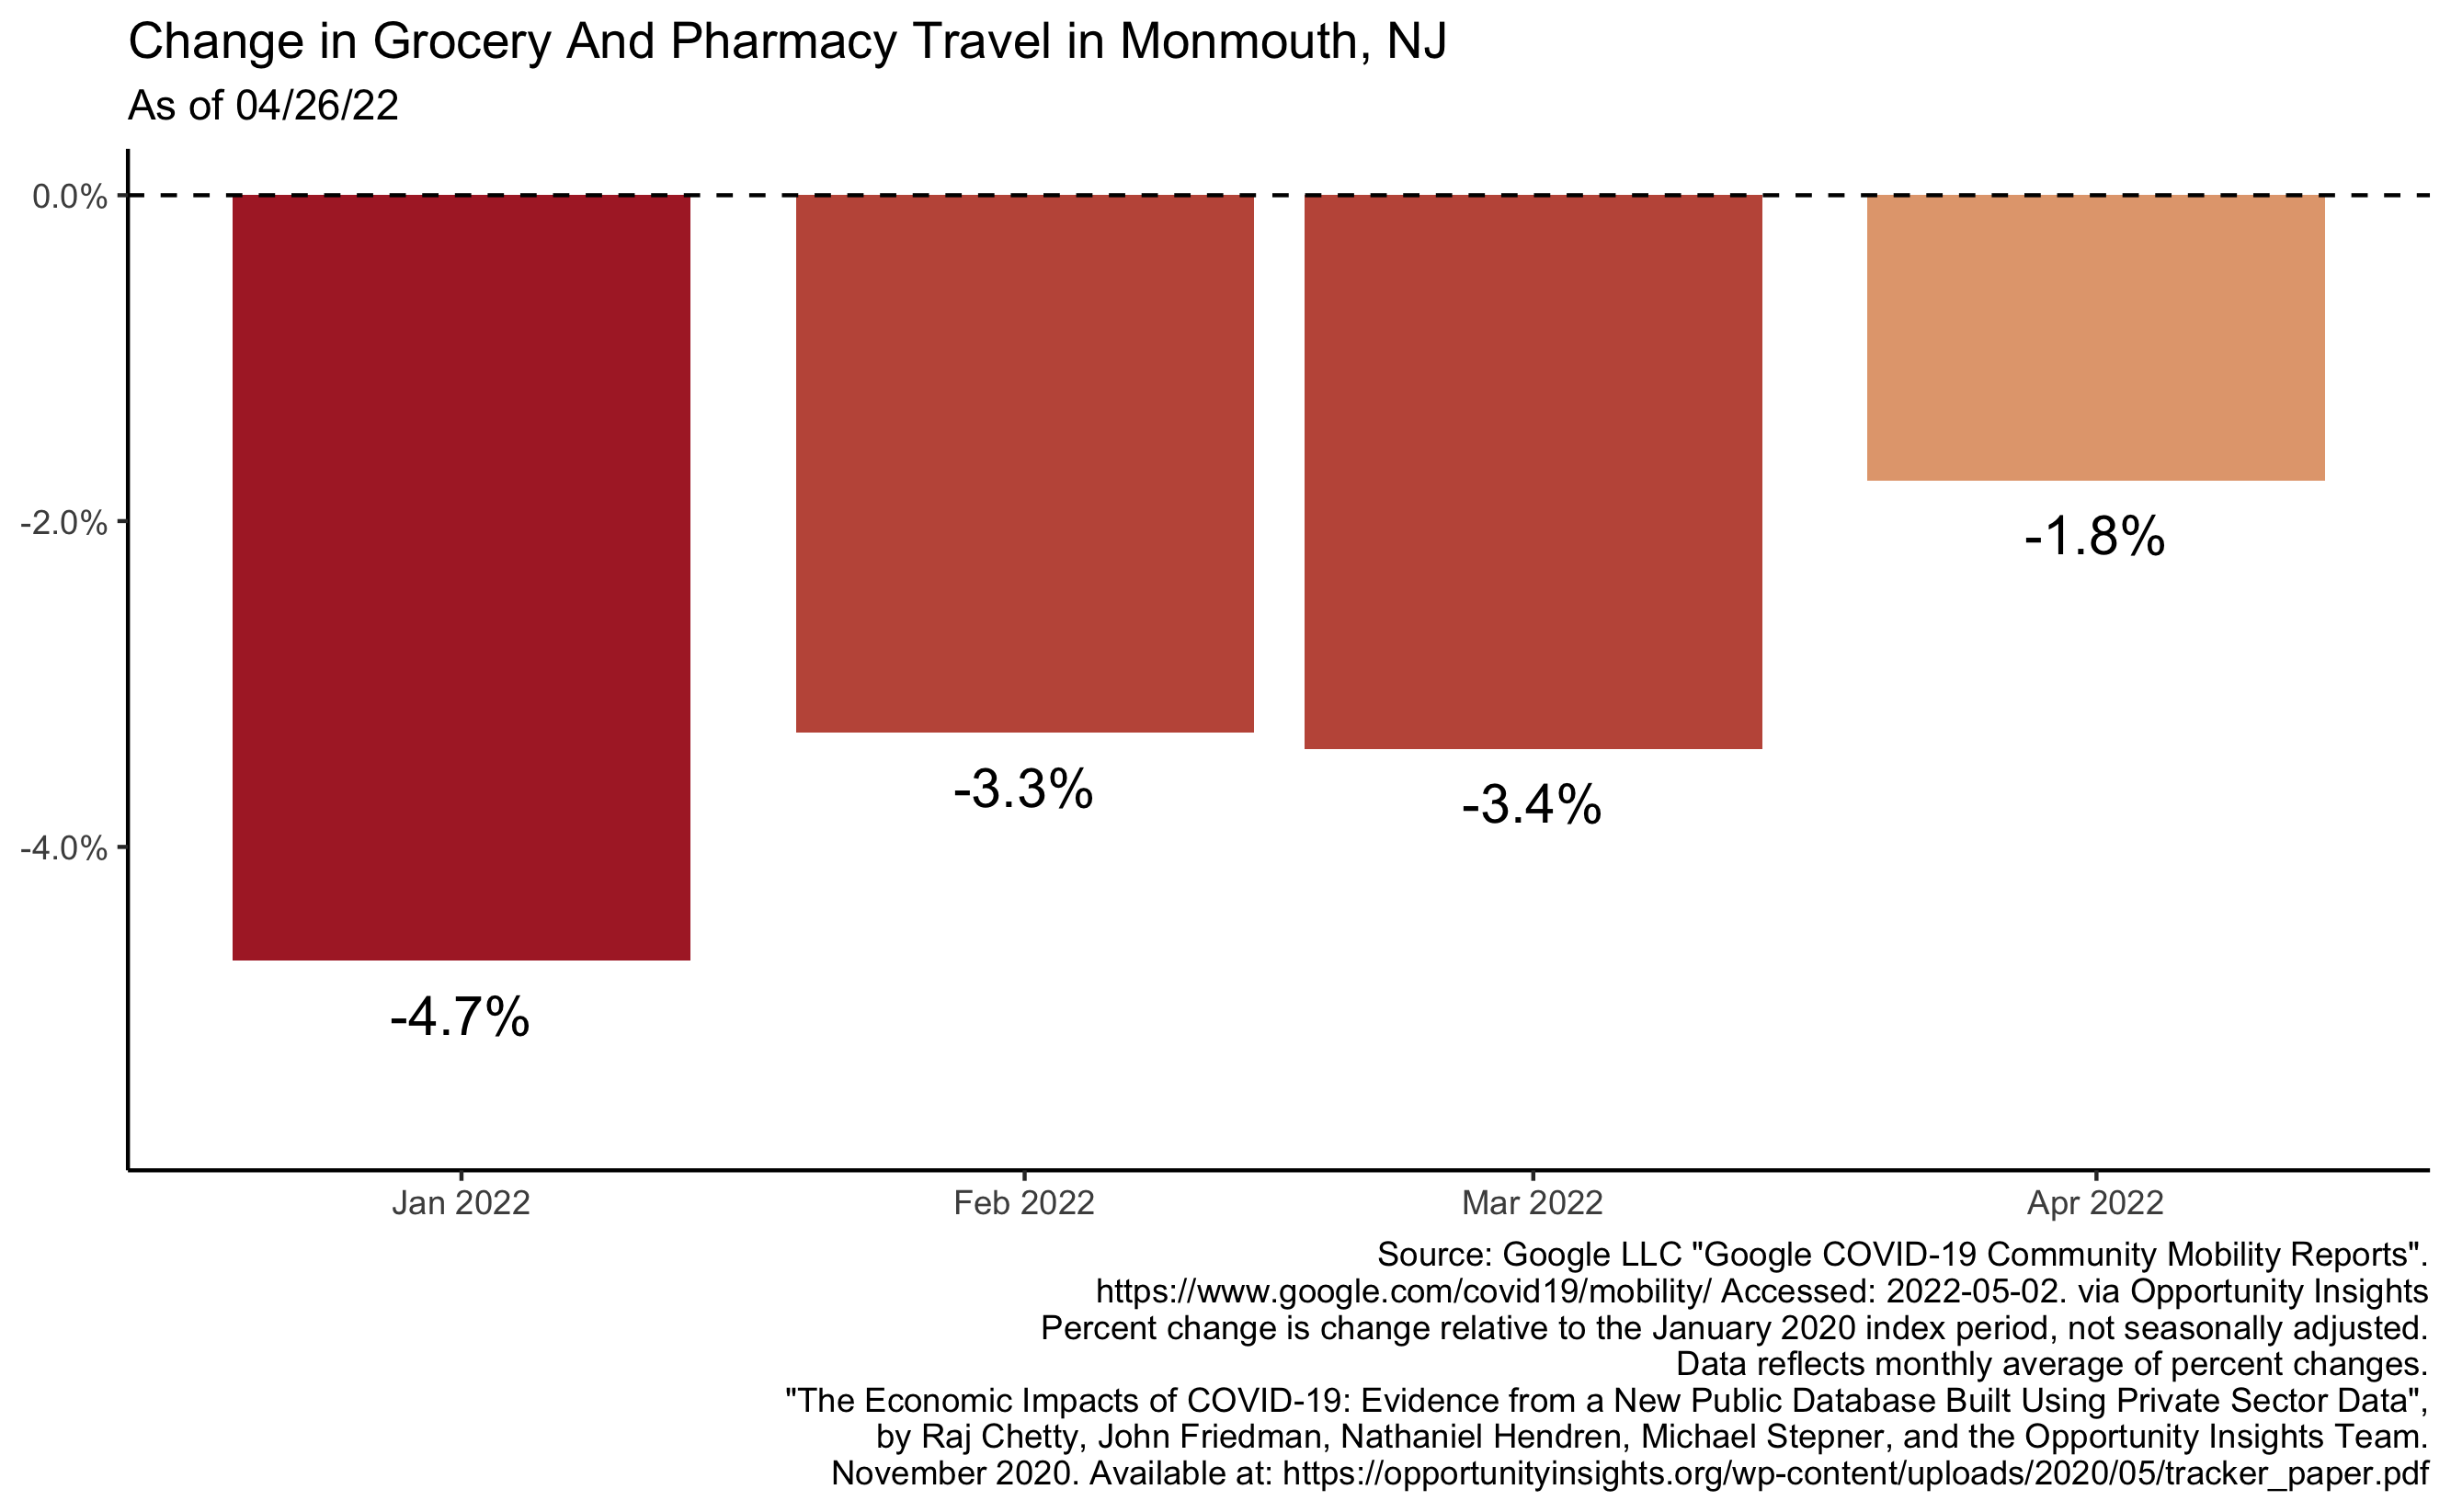 Change in Grocery And Pharmacy Travel in Monmouth, NJ
As of 04/26/22
0.0%
-2.0%
-4.0%
-4.7%
-3.3%
-3.4%
-1.8%
Jan 2022
Feb 2022
Mar 2022
Apr 2022
Source: Google LLC "Google COVID-19 Community Mobility Reports".
https://www.google.com/covid19/mobility/ Accessed: 2022-05-02. via Opportunity Insights
Percent change is change relative to the January 2020 index period, not seasonally adjusted.
Data reflects monthly average of percent changes.
"The Economic Impacts of COVID-19: Evidence from a New Public Database Built Using Private Sector Data",
by Raj Chetty, John Friedman, Nathaniel Hendren, Michael Stepner, and the Opportunity Insights Team.
November 2020. Available at: https://opportunityinsights.org/wp-content/uploads/2020/05/tracker_paper.pdf